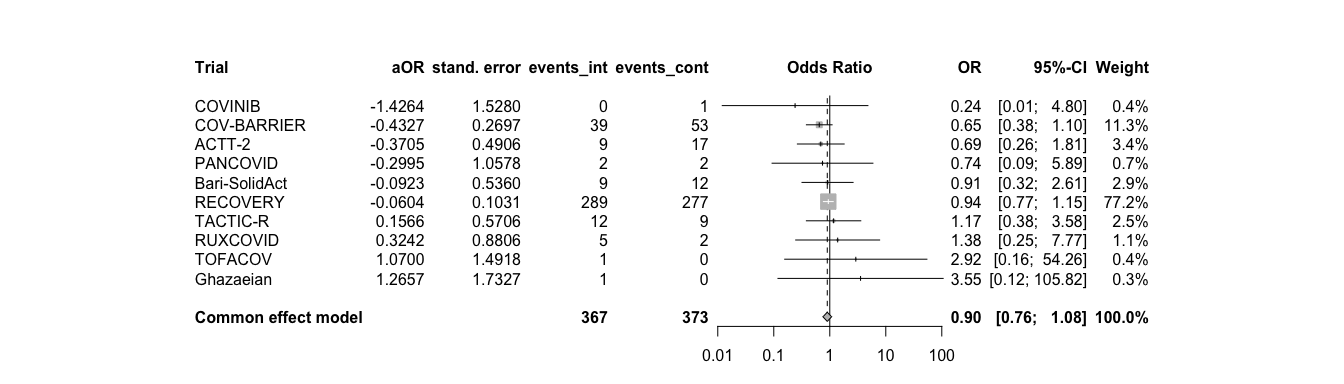 Trial aOR stand. error events_int events_cont Odds Ratio OR 95%-CI Weight
COVINIB -1.4264 1.5280 0 1 0.24 [0.01; 4.80] 0.4%
COV-BARRIER -0.4327 0.2697 39 53 0.65 [0.38; 1.10] 11.3%
ACTT-2 -0.3705 0.4906 9 17 0.69 [0.26; 1.81] 3.4%
PANCOVID -0.2995 1.0578 2 2 0.74 [0.09; 5.89] 0.7%
Bari-SolidAct -0.0923 0.5360 9 12 0.91 [0.32; 2.61] 2.9%
RECOVERY -0.0604 0.1031 289 277 0.94 [0.77; 1.15] 77.2%
TACTIC-R 0.1566 0.5706 12 9 1.17 [0.38; 3.58] 2.5%
RUXCOVID 0.3242 0.8806 5 2 1.38 [0.25; 7.77] 1.1%
TOFACOV 1.0700 1.4918 1 0 2.92 [0.16; 54.26] 0.4%
Ghazaeian 1.2657 1.7327 1 0 3.55 [0.12; 105.82] 0.3%
Common effect model 367 373 0.90 [0.76; 1.08] 100.0%
0.01 0.1 1 10 100